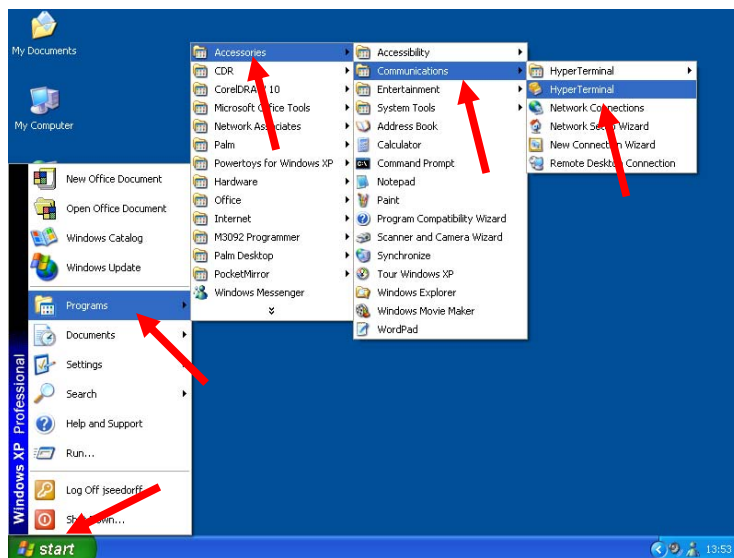 My Documents
My Computer
New Office Document
Open Office Document
Windows Catalog
Windows Update
Programs
Documents
Settings
Search
Help and Support
Run...
Log Off jseedorff
Shut Down...
Windows XP Professional
start
Accessories
CDR
CorelDRAW 10
Microsoft Office Tools
Network Associates
Palm
Powertoys for Windows XP
Hardware
Office
Internet
M3092 Programmer
Palm Desktop
PocketMirror
Windows Messenger
Accessibility
Communications
Entertainment
System Tools
Address Book
Calculator
Command Prompt
Notepad
Paint
Program Compatibility Wizard
Scanner and Camera Wizard
Synchronize
Tour Windows XP
Windows Explorer
Windows Movie Maker
WordPad
HyperTerminal
HyperTerminal
Network Connections
Network Setup Wizard
New Connection Wizard
Remote Desktop Connection
13:53